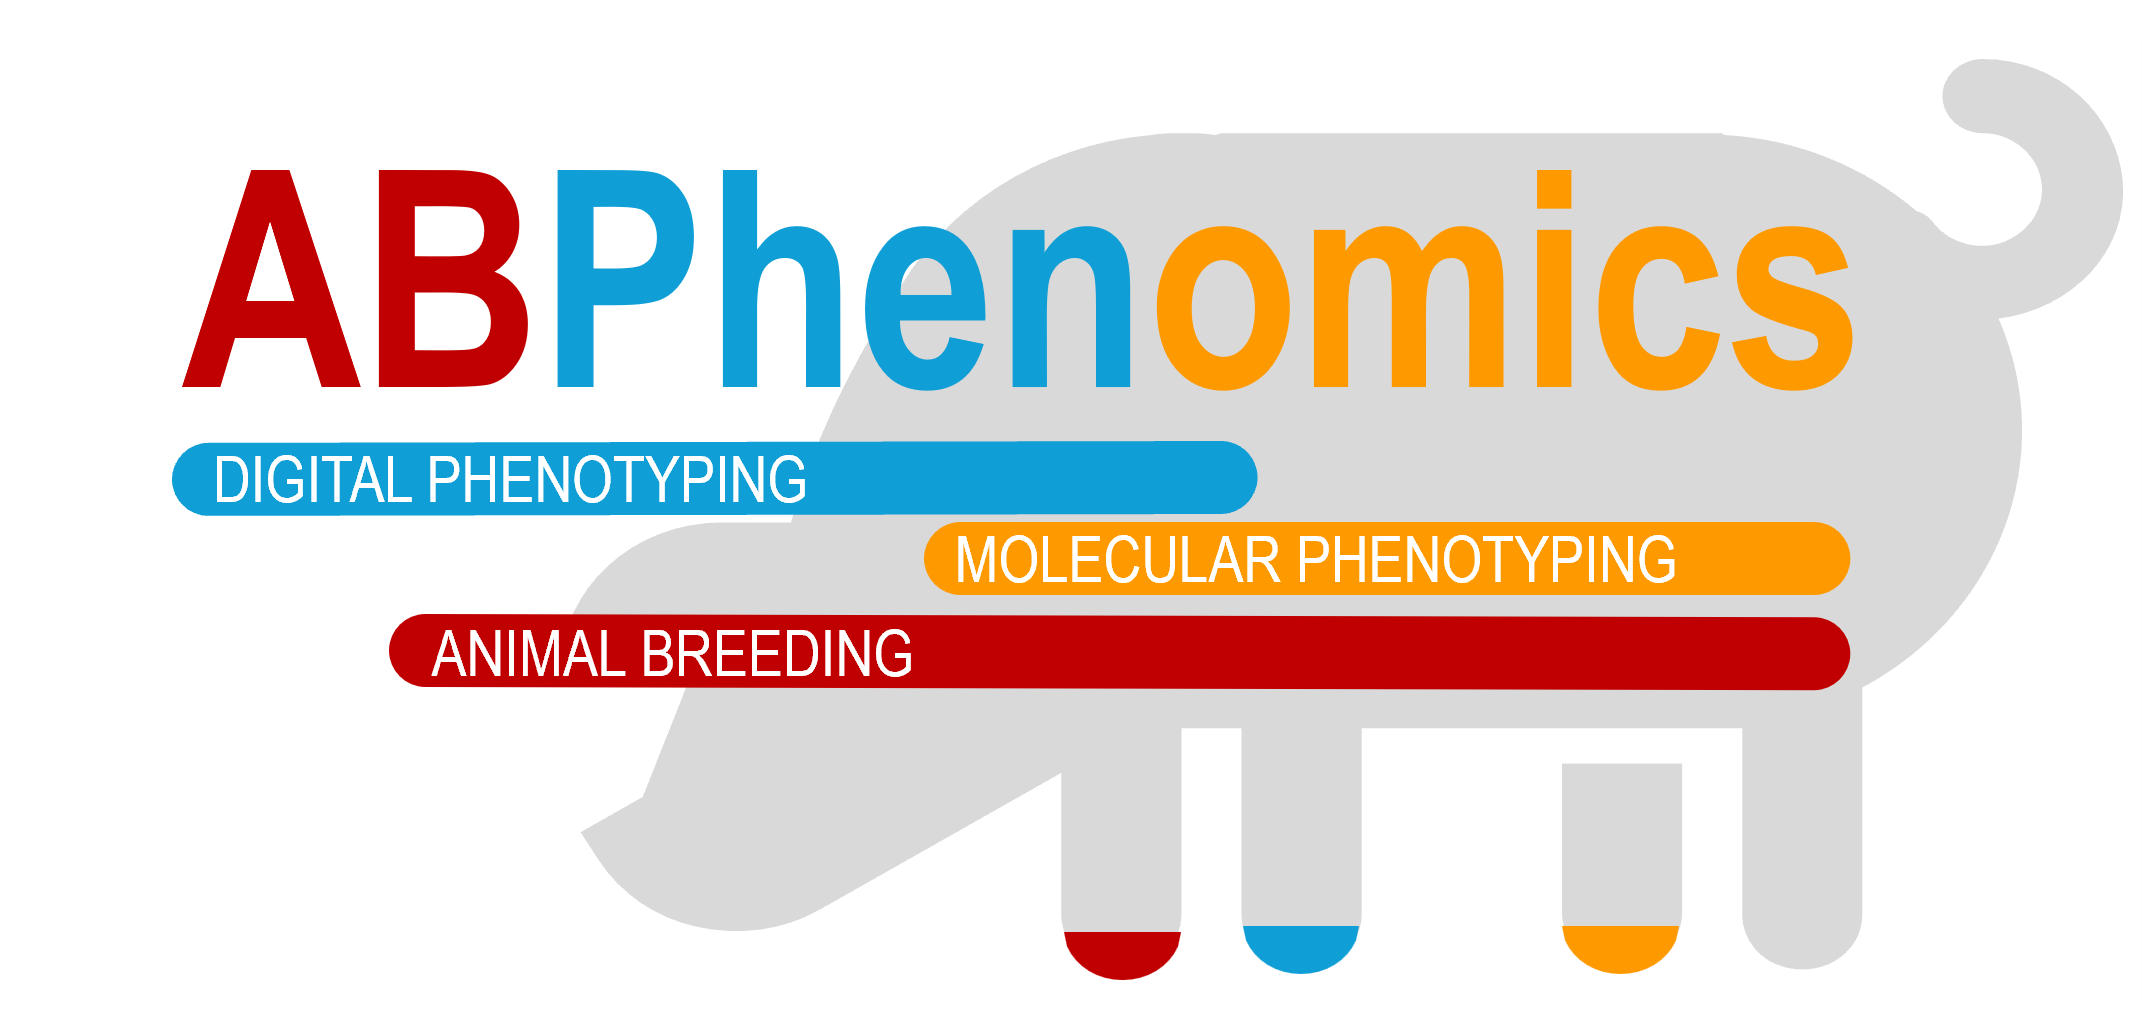 ABPhenomics
DIGITAL PHENOTYPING
MOLECULAR PHENOTYPING
ANIMAL BREEDING